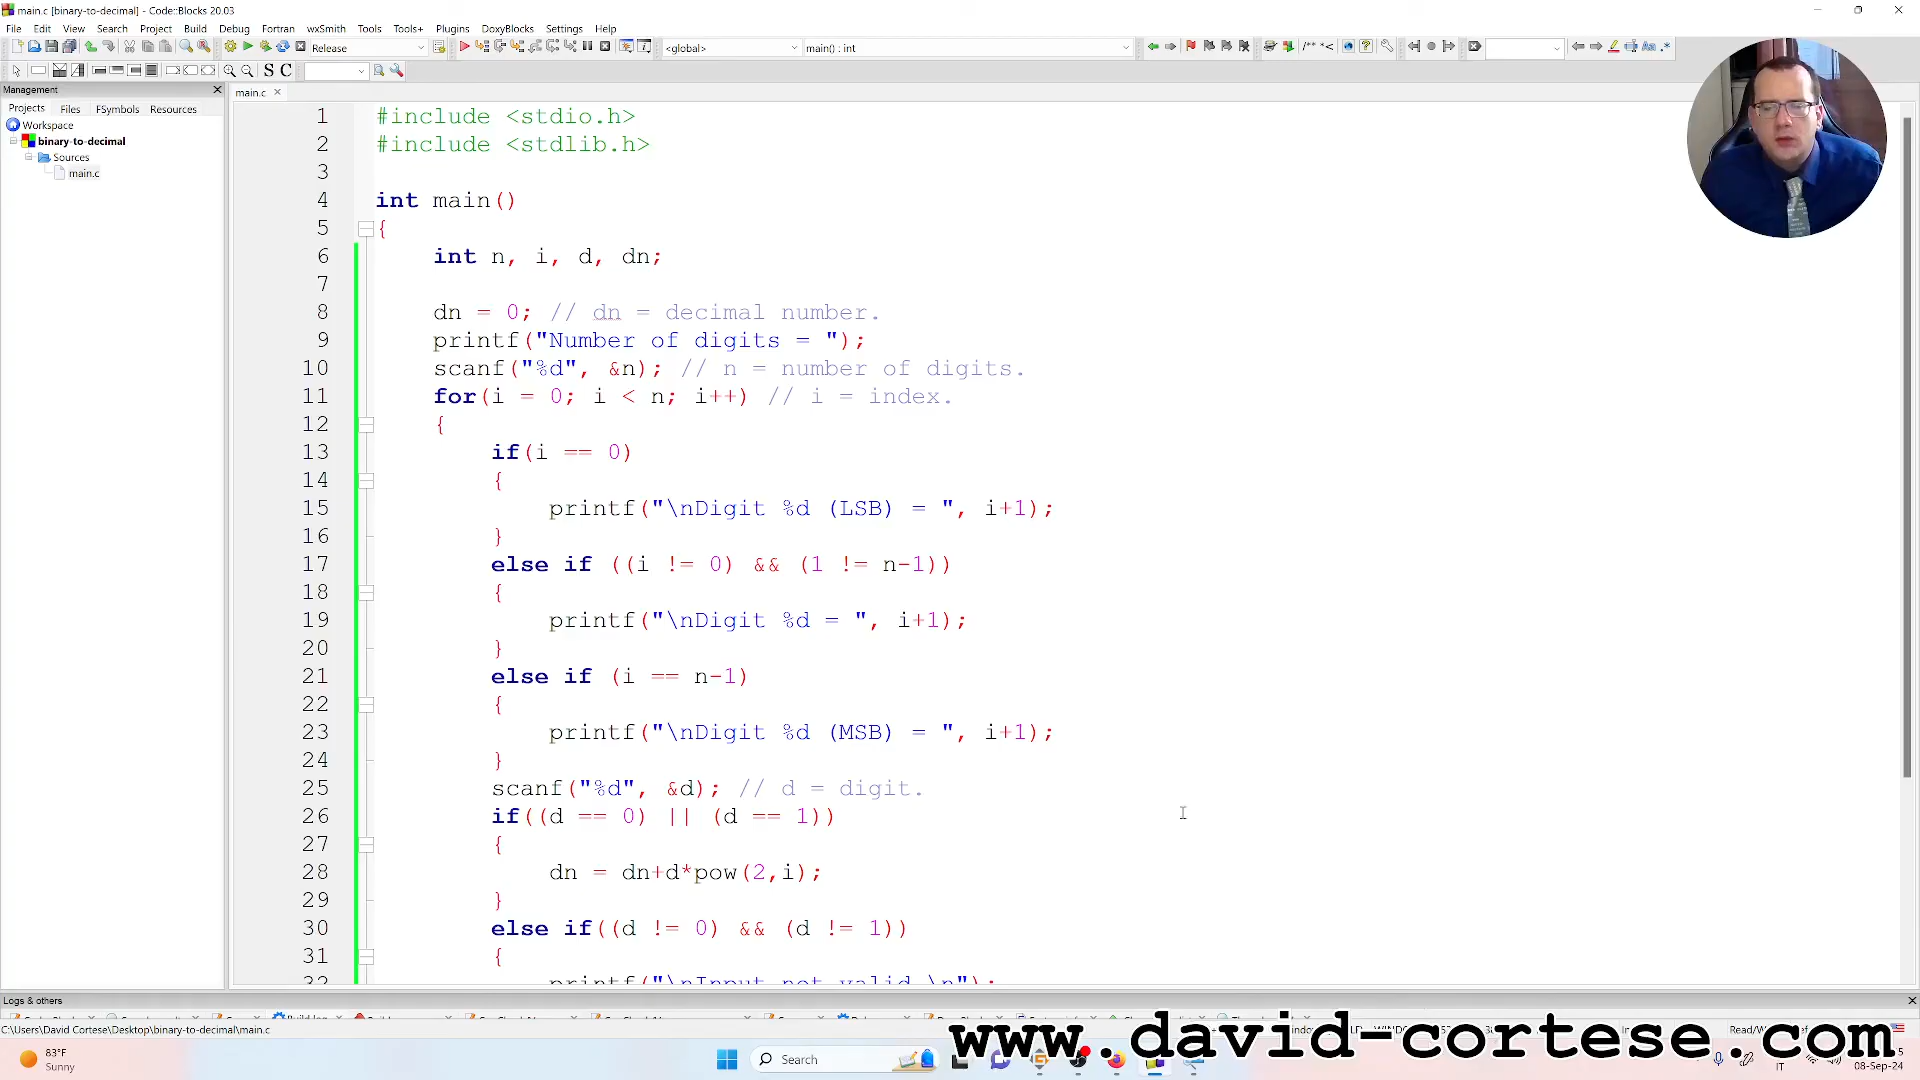 main.c [binary-to-decimal] - Code::Blocks 20.03
File Edit View Search Project Build Debug Fortran wxSmith Tools Tools+ Plugins DoxyBlocks Settings Help
Release
<global>
main() : int
S C
Management
Projects Files FSymbols Resources
Workspace
binary-to-decimal
Sources
main.c
main.c
1 #include <stdio.h>
2 #include <stdlib.h>
3
4 int main()
5 {
6 int n, i, d, dn;
7
8 dn = 0; // dn = decimal number.
9 printf("Number of digits = ");
10 scanf("%d", &n); // n = number of digits.
11 for(i = 0; i < n; i++) // i = index.
12 {
13 if(i == 0)
14 {
15 printf("\nDigit %d (LSB) = ", i+1);
16 }
17 else if ((i != 0) && (1 != n-1))
18 {
19 printf("\nDigit %d = ", i+1);
20 }
21 else if (i == n-1)
22 {
23 printf("\nDigit %d (MSB) = ", i+1);
24 }
25 scanf("%d", &d); // d = digit.
26 if((d == 0) || (d == 1))
27 {
28 dn = dn+d*pow(2,i);
29 }
30 else if((d != 0) && (d != 1))
31 {
32 printf("\nInput not valid.\n");
Logs & others
C:\Users\David Cortese\Desktop\binary-to-decimal\main.c
www.david-cortese.com
83°F
Sunny
Search
IT
08-Sep-24